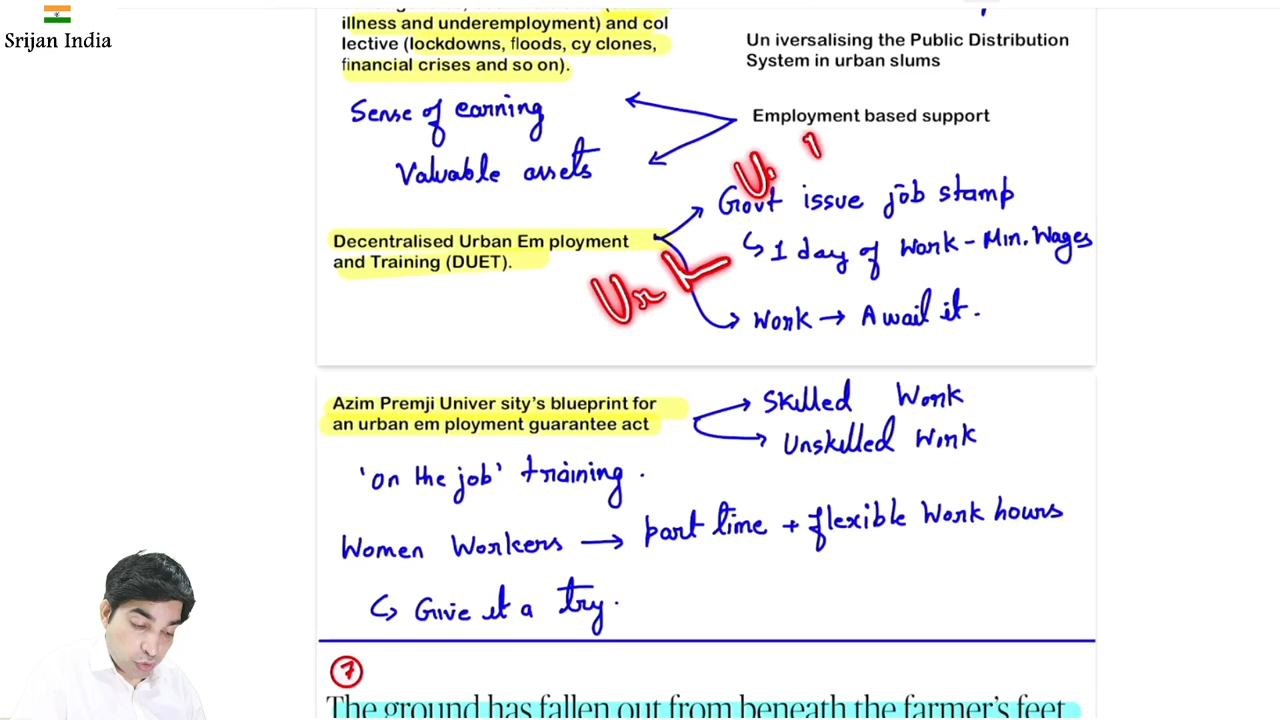 Srijan India
illness and underemployment) and col
lective (lockdowns, floods, cy clones,
financial crises and so on).
Un iversalising the Public Distribution
System in urban slums
Employment based support
Sense of earning
Valuable assets
Decentralised Urban Em ployment
and Training (DUET).
Govt issue job stamp
↳ 1 day of Work - Min. Wages
Work → Avail it.
Azim Premji Univer sity's blueprint for
an urban em ployment guarantee act
Skilled Work
Unskilled Work
'on the job' training.
Women Workers → part time + flexible Work hours
↳ Give it a try.
7
The ground has fallen out from beneath the farmer's feet